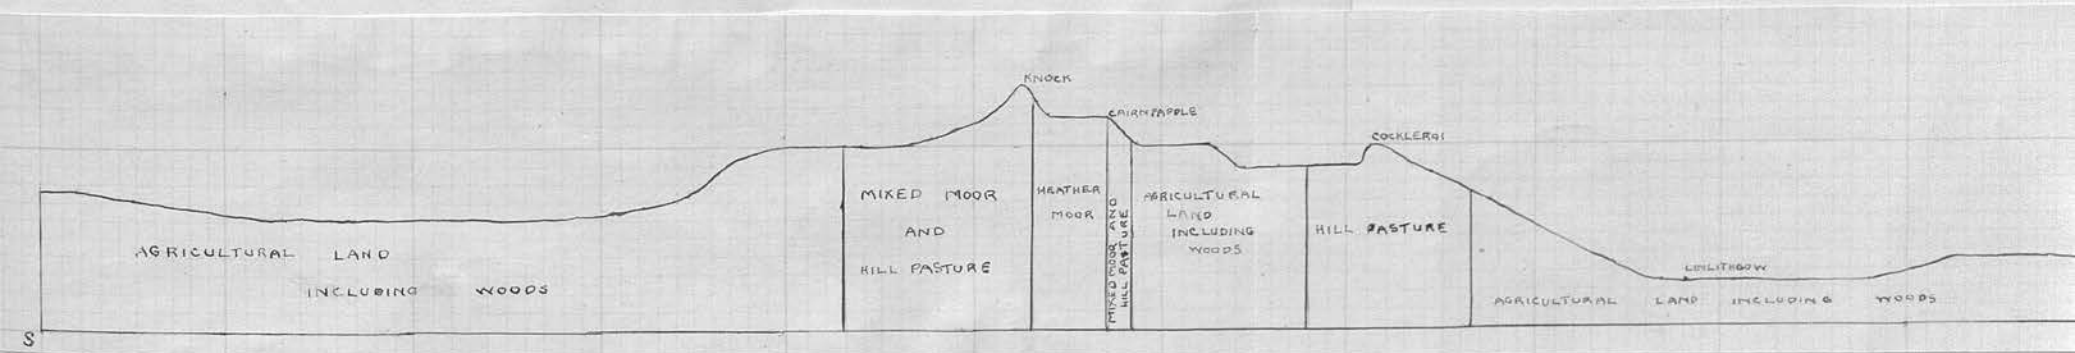 KNOCK
CAIRNPAPPLE
COCKLEROI
MIXED MOOR
AND
HILL PASTURE
HEATHER
MOOR
MIXED MOOR AND
HILL PASTURE
AGRICULTURAL
LAND
INCLUDING
WOODS
HILL PASTURE
AGRICULTURAL LAND
INCLUDING WOODS
LINLITHGOW
AGRICULTURAL LAND INCLUDING WOODS
S